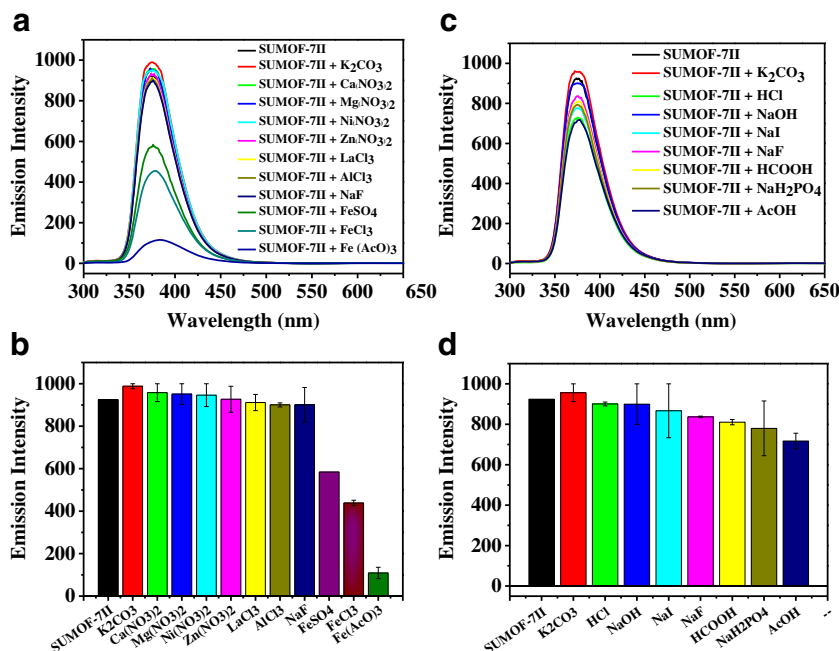 a
Emission Intensity
1000
800
600
400
200
0
300 350 400 450 500 550 600 650
Wavelength (nm)
SUMOF-7II
SUMOF-7II + K2CO3
SUMOF-7II + Ca(NO3)2
SUMOF-7II + Mg(NO3)2
SUMOF-7II + Ni(NO3)2
SUMOF-7II + Zn(NO3)2
SUMOF-7II + LaCl3
SUMOF-7II + AlCl3
SUMOF-7II + NaF
SUMOF-7II + FeSO4
SUMOF-7II + FeCl3
SUMOF-7II + Fe (AcO)3
c
Emission Intensity
1000
800
600
400
200
0
300 350 400 450 500 550 600 650
Wavelength (nm)
SUMOF-7II
SUMOF-7II + K2CO3
SUMOF-7II + HCl
SUMOF-7II + NaOH
SUMOF-7II + NaI
SUMOF-7II + NaF
SUMOF-7II + HCOOH
SUMOF-7II + NaH2PO4
SUMOF-7II + AcOH
b
Emission Intensity
1000
800
600
400
200
0
SUMOF-7II
K2CO3
Ca(NO3)2
Mg(NO3)2
Ni(NO3)2
Zn(NO3)2
LaCl3
AlCl3
NaF
FeSO4
FeCl3
Fe(AcO)3
d
Emission Intensity
1000
800
600
400
200
0
SUMOF-7II
K2CO3
HCl
NaOH
NaI
NaF
HCOOH
NaH2PO4
AcOH
--